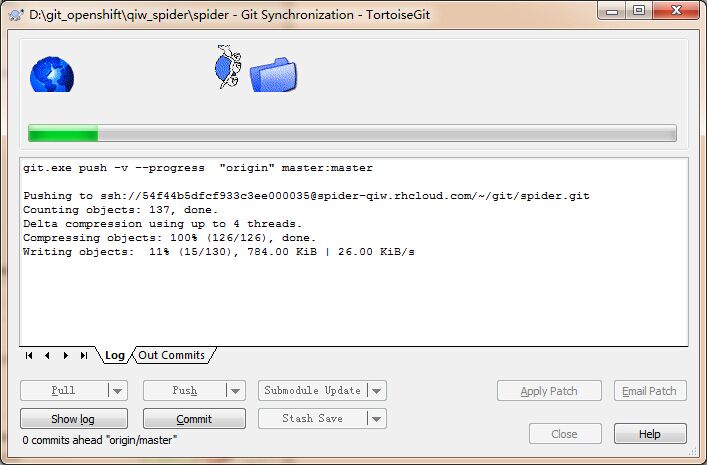 D:\git_openshift\qiw_spider\spider - Git Synchronization - TortoiseGit
git.exe push -v --progress  "origin" master:master
Pushing to ssh://54f44b5dfcf933c3ee000035@spider-qiw.rhcloud.com/~/git/spider.git
Counting objects: 137, done.
Delta compression using up to 4 threads.
Compressing objects: 100% (126/126), done.
Writing objects:  11% (15/130), 784.00 KiB | 26.00 KiB/s
Log Out Commits
Pull Push Submodule Update Apply Patch Email Patch
Show log Commit Stash Save
0 commits ahead "origin/master"
Close Help